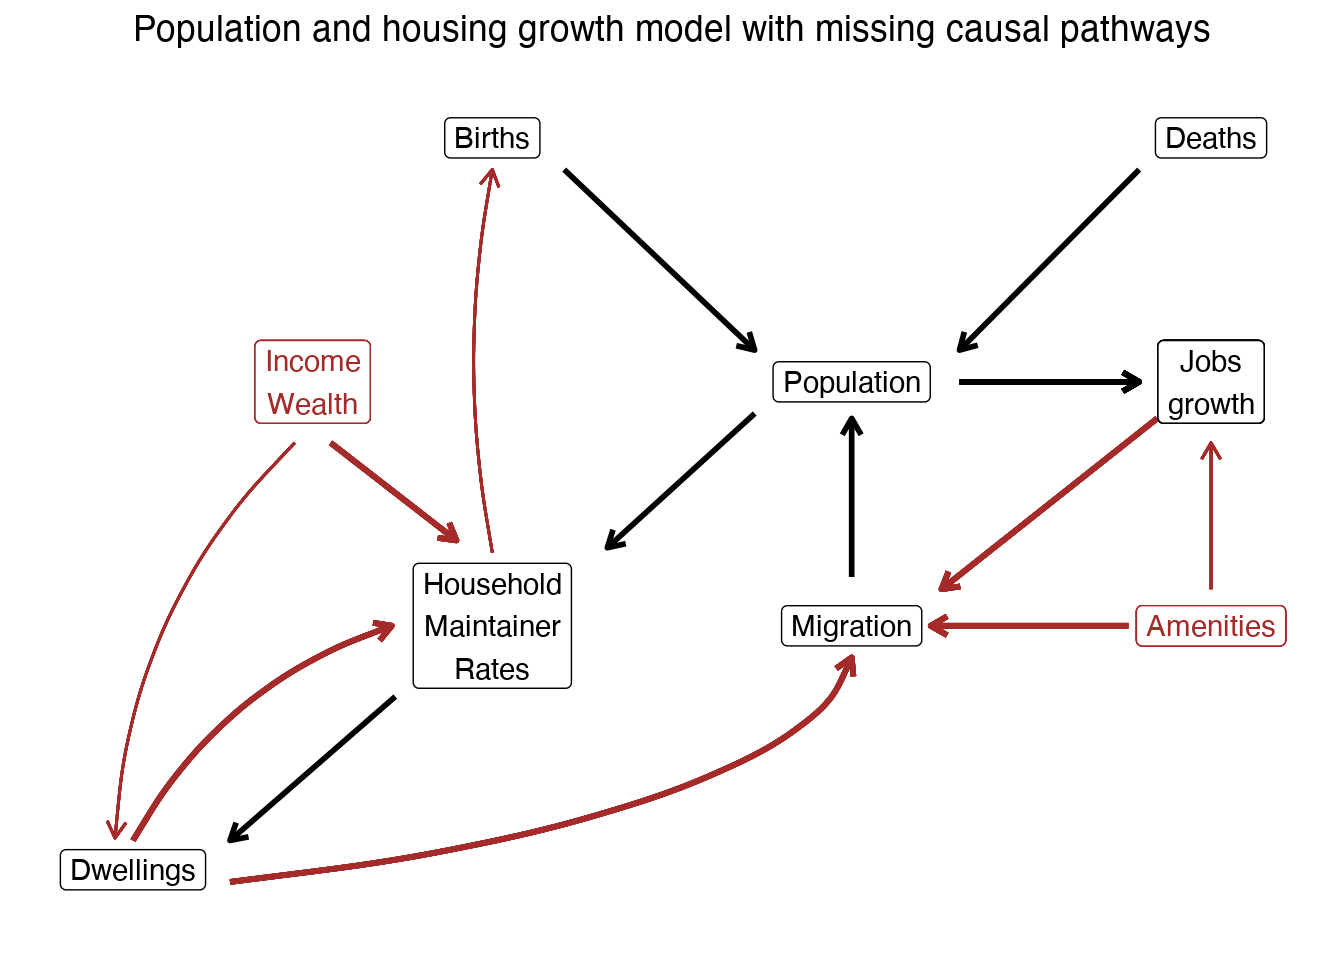 Population and housing growth model with missing causal pathways
Births
Deaths
Income
Wealth
Population
Jobs
growth
Household
Maintainer
Rates
Migration
Amenities
Dwellings